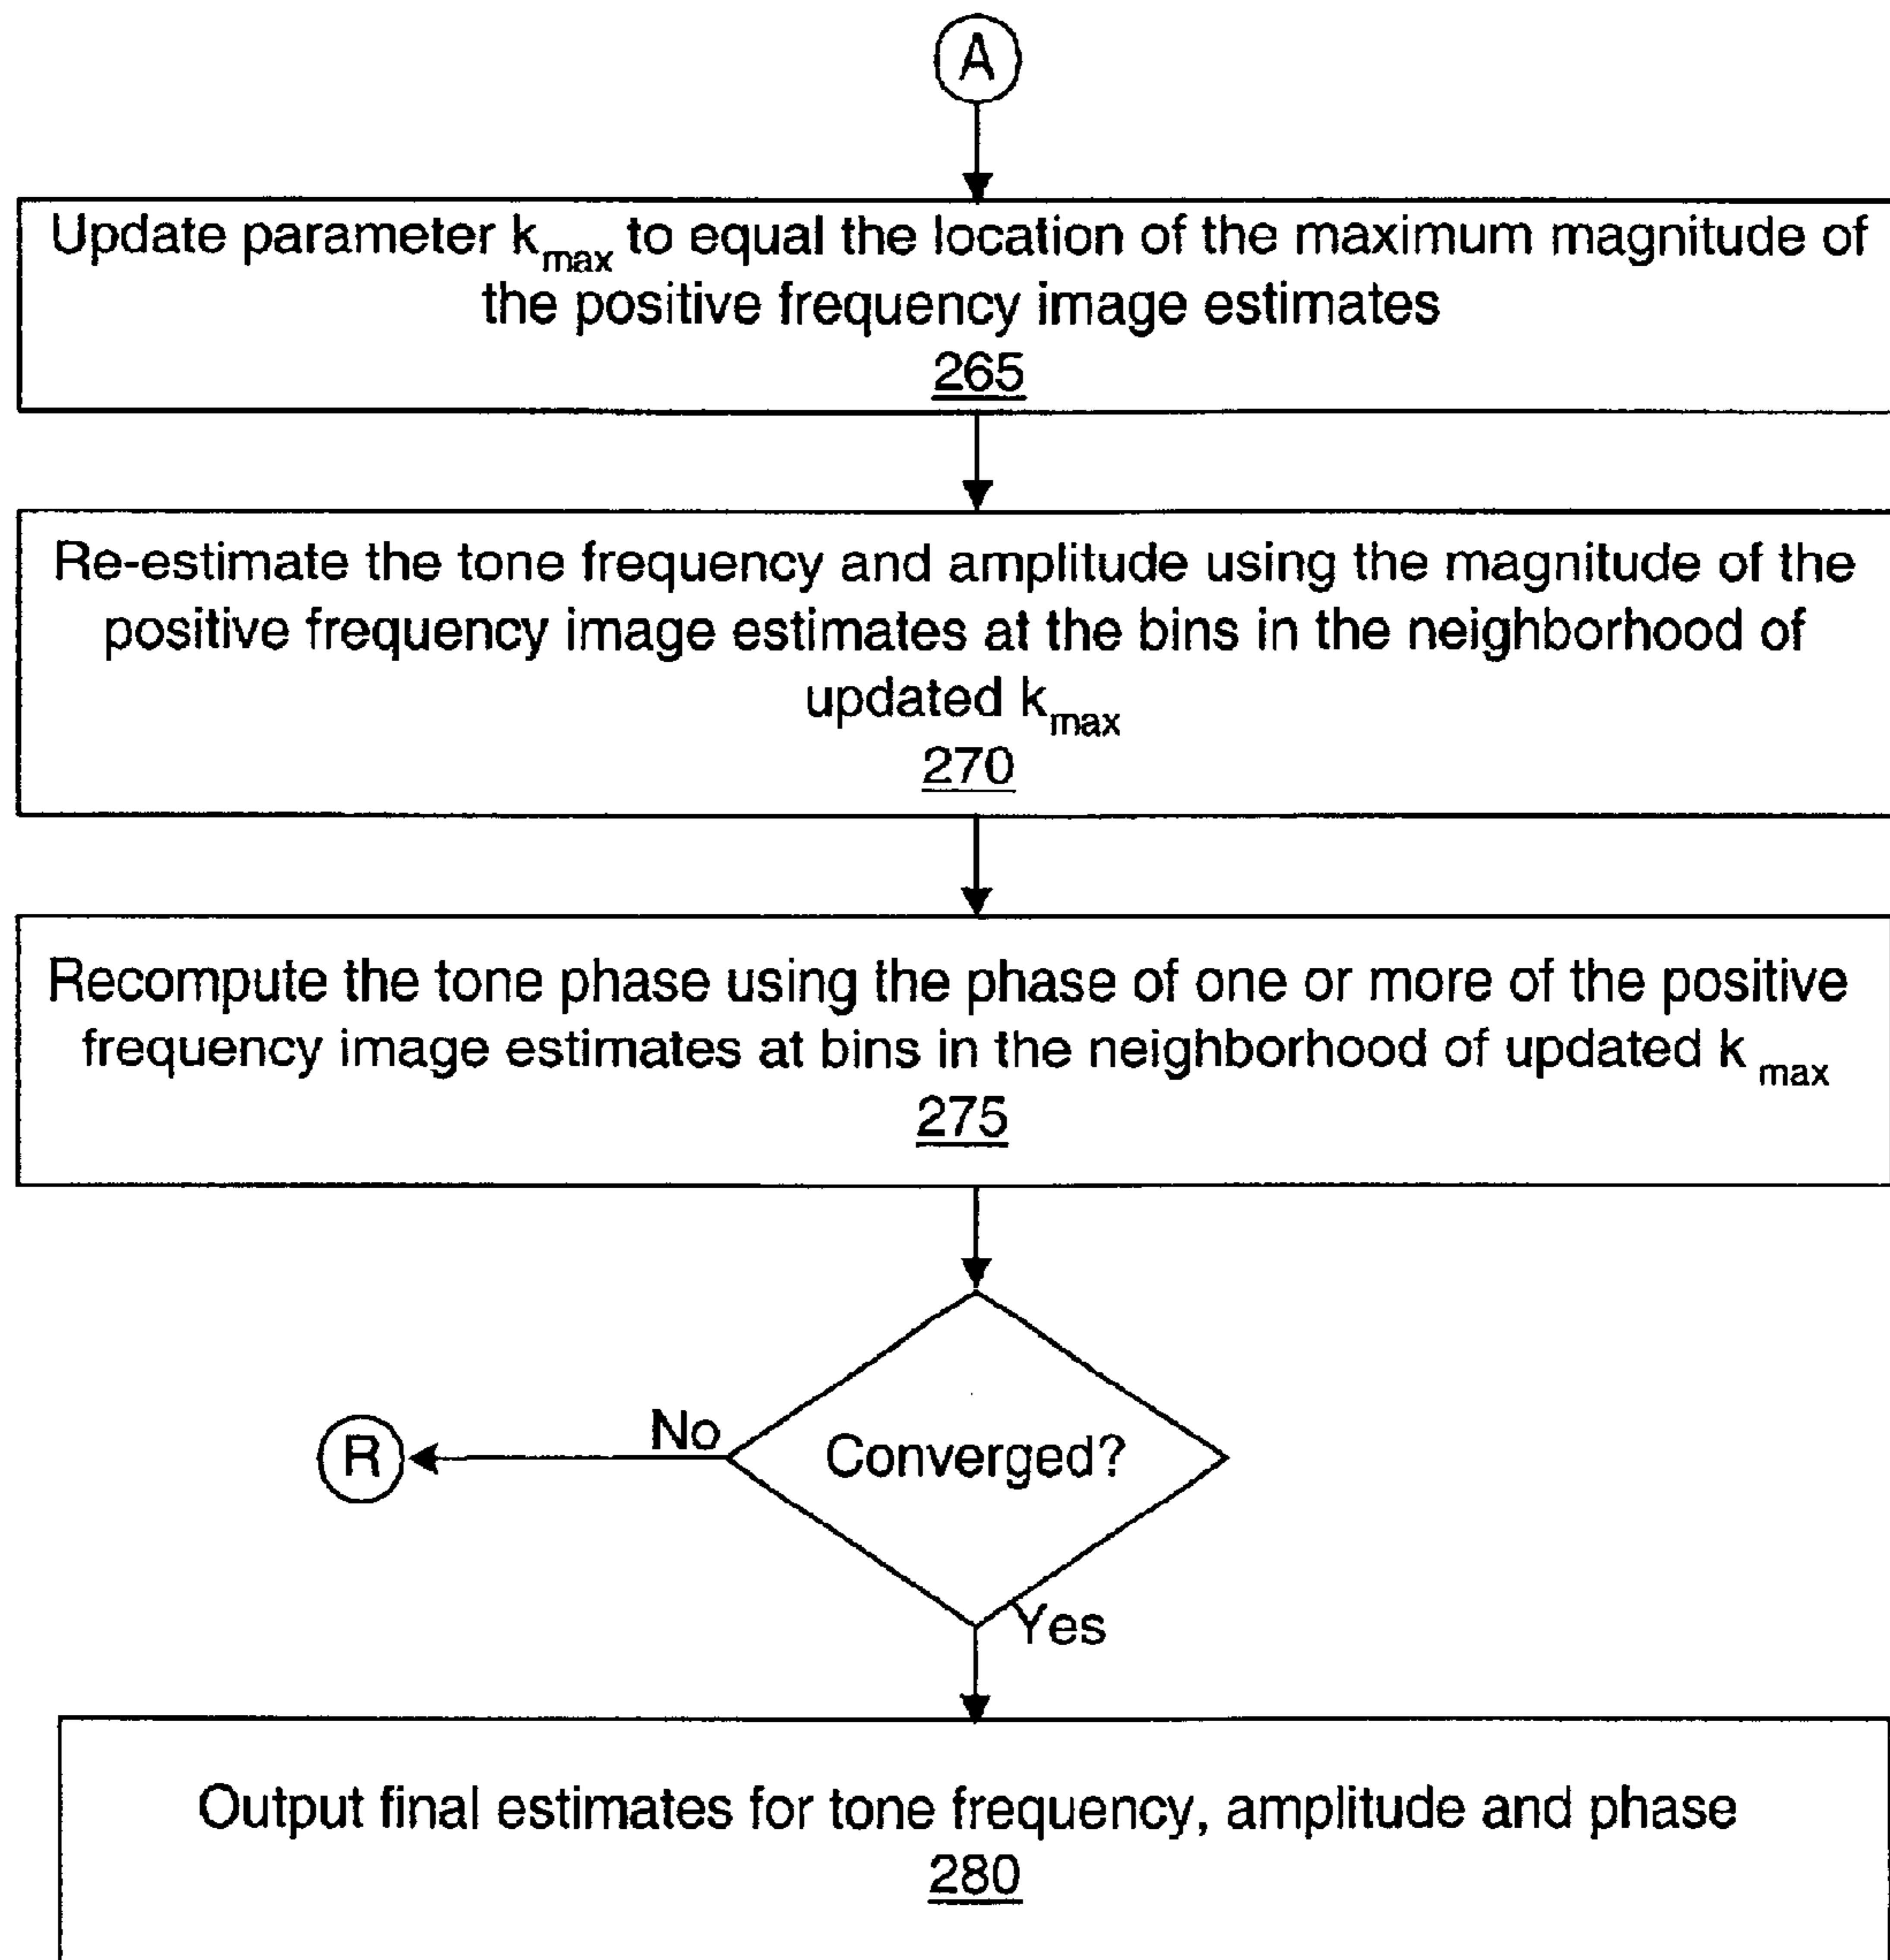 A
Update parameter kmax to equal the location of the maximum magnitude of
the positive frequency image estimates
265
Re-estimate the tone frequency and amplitude using the magnitude of the
positive frequency image estimates at the bins in the neighborhood of
updated kmax
270
Recompute the tone phase using the phase of one or more of the positive
frequency image estimates at bins in the neighborhood of updated k max
275
Converged?
No
R
Yes
Output final estimates for tone frequency, amplitude and phase
280